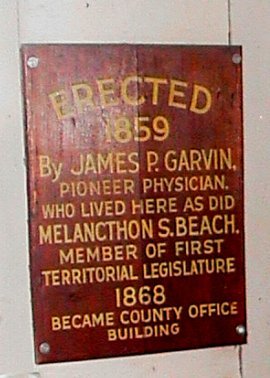 ERECTED
1859
By JAMES P. GARVIN,
PIONEER PHYSICIAN,
WHO LIVED HERE AS DID
MELANCTHON S. BEACH,
MEMBER OF FIRST
TERRITORIAL LEGISLATURE
1868
BECAME COUNTY OFFICE
BUILDING